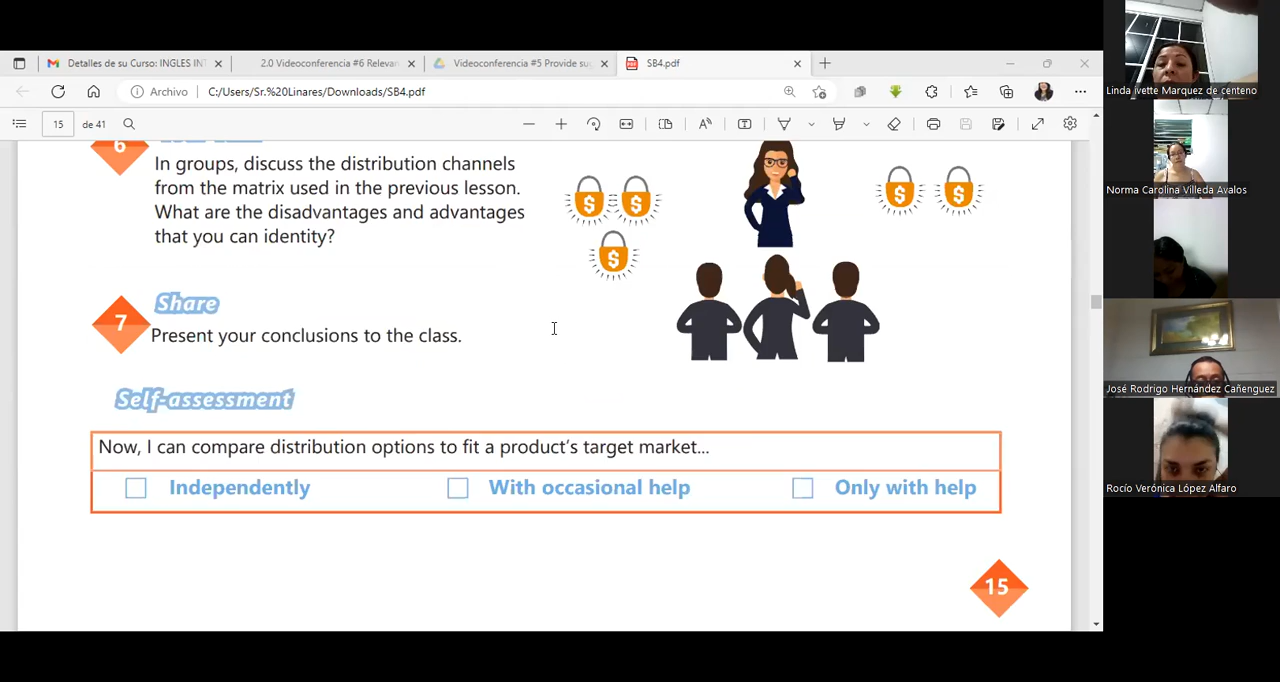 Detalles de su Curso: INGLES INT
2.0 Videoconferencia #6 Relevan
Videoconferencia #5 Provide su
SB4.pdf
Archivo
C:/Users/Sr.%20Linares/Downloads/SB4.pdf
15
de 41
6
In groups, discuss the distribution channels
from the matrix used in the previous lesson.
What are the disadvantages and advantages
that you can identity?
$ $ $
$ $
7
Share
Present your conclusions to the class.
Self-assessment
Now, I can compare distribution options to fit a product's target market...
Independently
With occasional help
Only with help
15
Linda ivette Marquez de centeno
Norma Carolina Villeda Avalos
José Rodrigo Hernández Cañenguez
Rocío Verónica López Alfaro